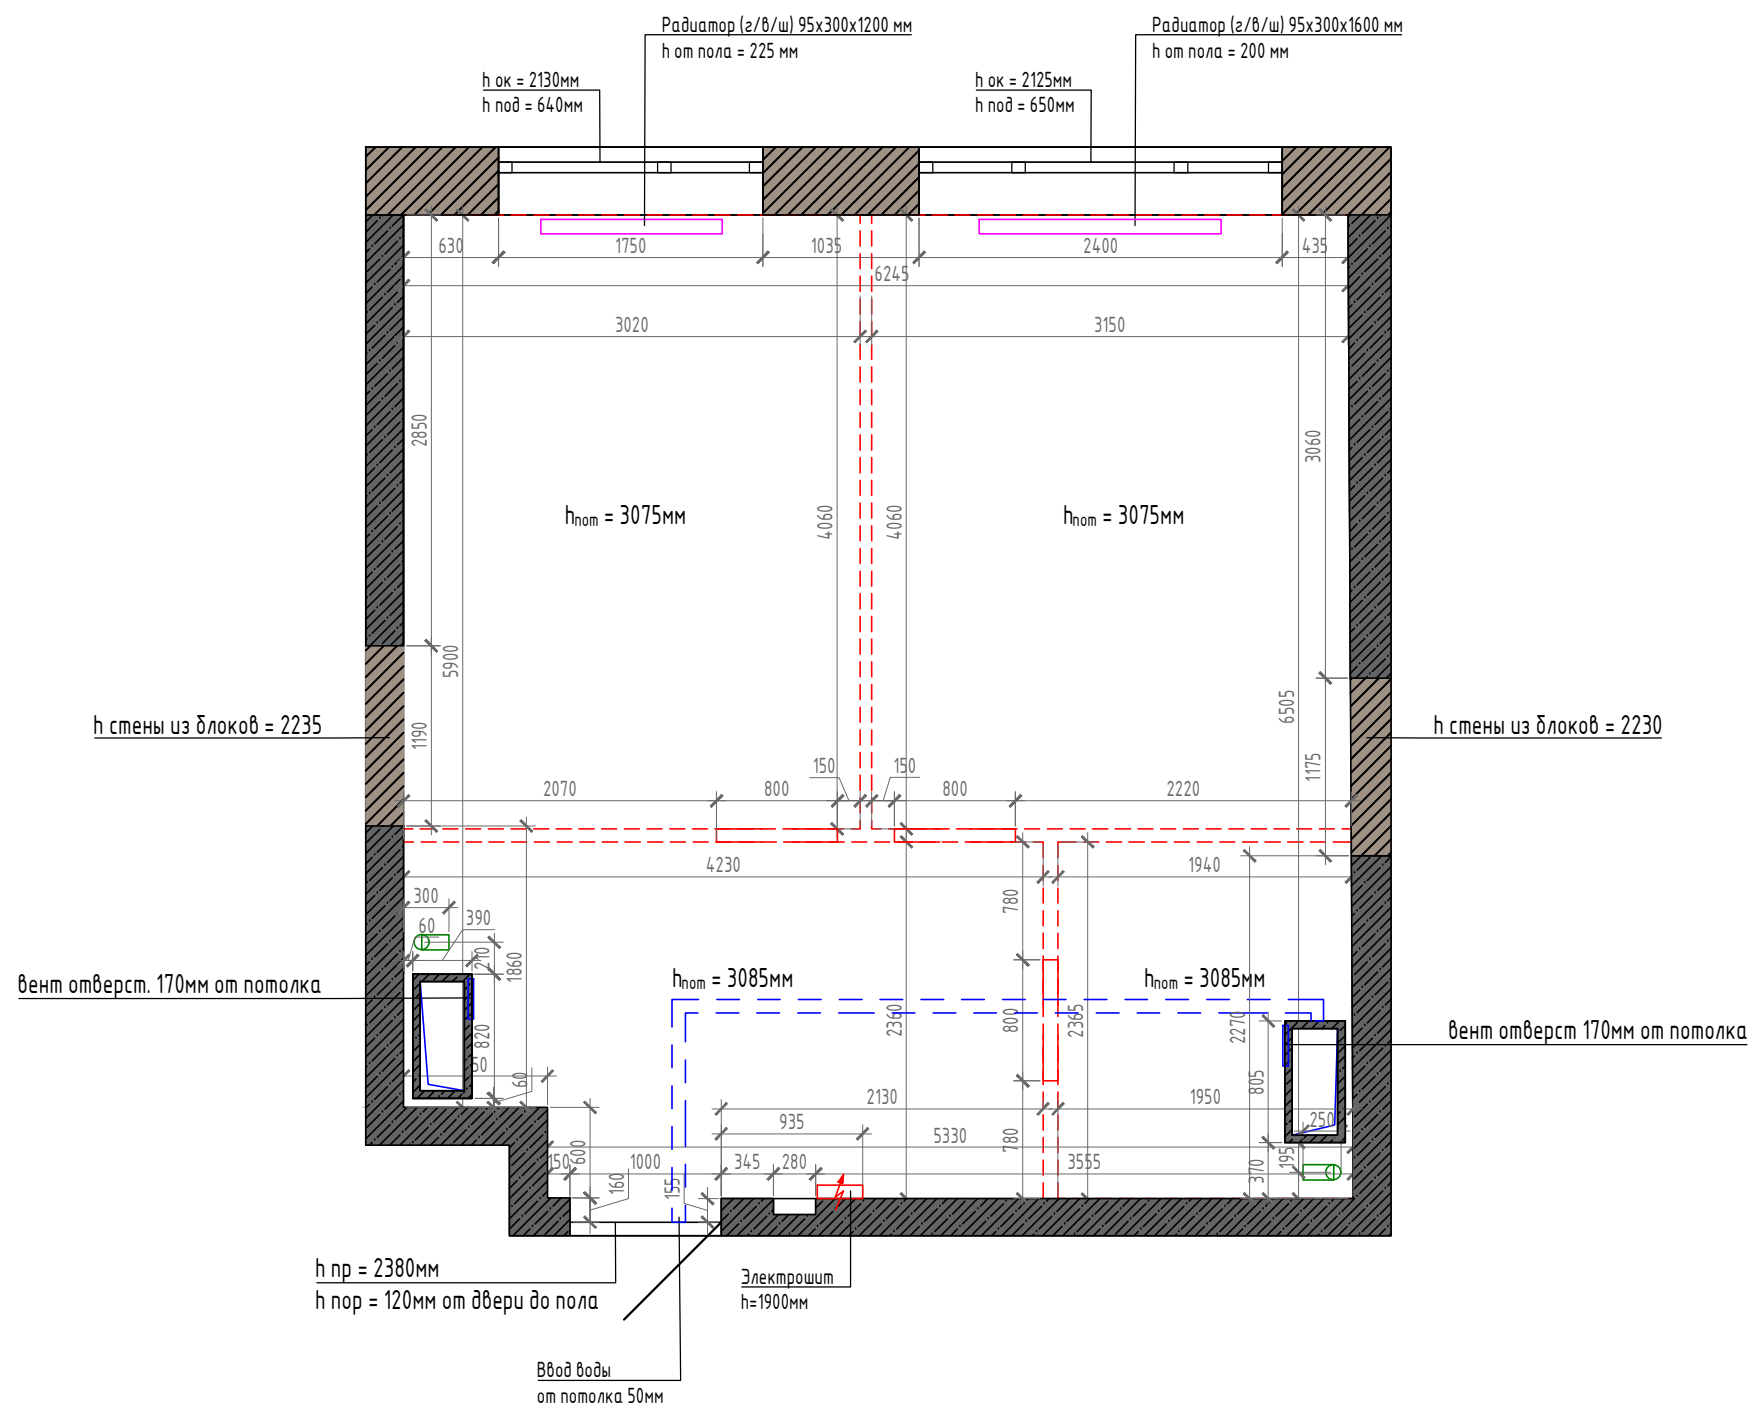 Радиатор (г/в/ш) 95х300х1200 мм
h от пола = 225 мм
Радиатор (г/в/ш) 95х300х1600 мм
h от пола = 200 мм
h ок = 2130мм
h под = 640мм
h ок = 2125мм
h под = 650мм
630
1750
1035
2400
435
6245
3020
3150
2850
3060
hпот = 3075мм
4060
4060
hпот = 3075мм
5900
6505
h стены из блоков = 2235
1190
h стены из блоков = 2230
1175
150
150
2070
800
800
2220
4230
1940
300
780
60
390
210
1860
hпот = 3085мм
hпот = 3085мм
вент отверст. 170мм от потолка
2360
800
2365
2270
вент отверст 170мм от потолка
820
60
805
2130
1950
250
935
5330
780
600
150
1000
345
280
3555
370
195
160
155
h пр = 2380мм
h пор = 120мм от двери до пола
Электрошит
h=1900мм
Ввод воды
от потолка 50мм